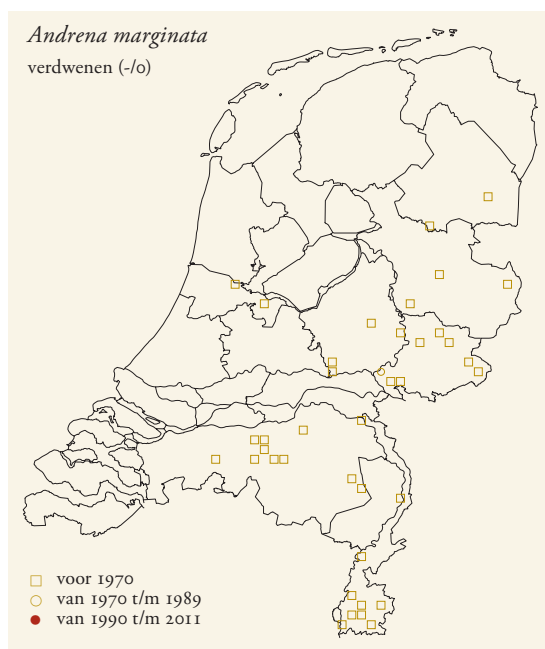 Andrena marginata
verdwenen (-/0)
voor 1970
van 1970 t/m 1989
van 1990 t/m 2011